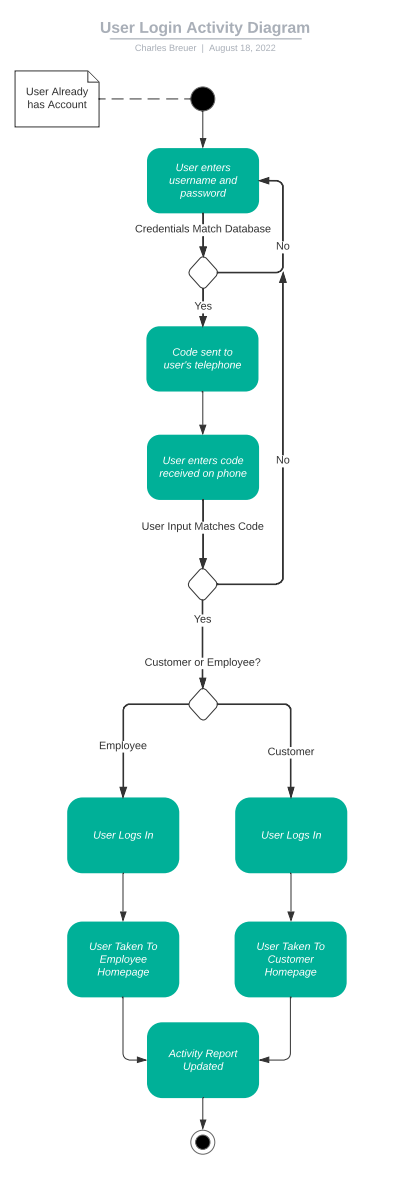 User Login Activity Diagram
Charles Breuer | August 18, 2022
User Already
has Account
User enters
username and
password
Credentials Match Database
No
Yes
Code sent to
user's telephone
User enters code
received on phone
No
User Input Matches Code
Yes
Customer or Employee?
Employee
Customer
User Logs In
User Logs In
User Taken To
Employee
Homepage
User Taken To
Customer
Homepage
Activity Report
Updated